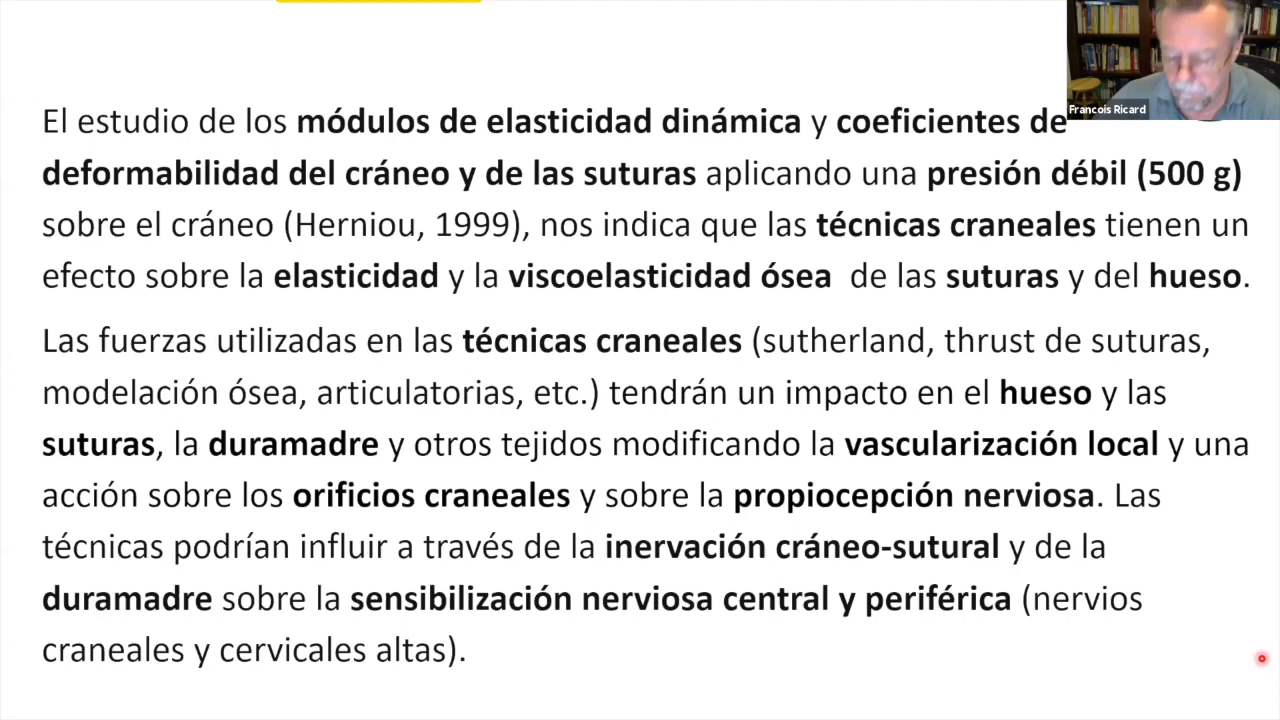 El estudio de los módulos de elasticidad dinámica y coeficientes de
deformabilidad del cráneo y de las suturas aplicando una presión débil (500 g)
sobre el cráneo (Herniou, 1999), nos indica que las técnicas craneales tienen un
efecto sobre la elasticidad y la viscoelasticidad ósea de las suturas y del hueso.
Las fuerzas utilizadas en las técnicas craneales (sutherland, thrust de suturas,
modelación ósea, articulatorias, etc.) tendrán un impacto en el hueso y las
suturas, la duramadre y otros tejidos modificando la vascularización local y una
acción sobre los orificios craneales y sobre la propiocepción nerviosa. Las
técnicas podrían influir a través de la inervación cráneo-sutural y de la
duramadre sobre la sensibilización nerviosa central y periférica (nervios
craneales y cervicales altas).
Francois Ricard